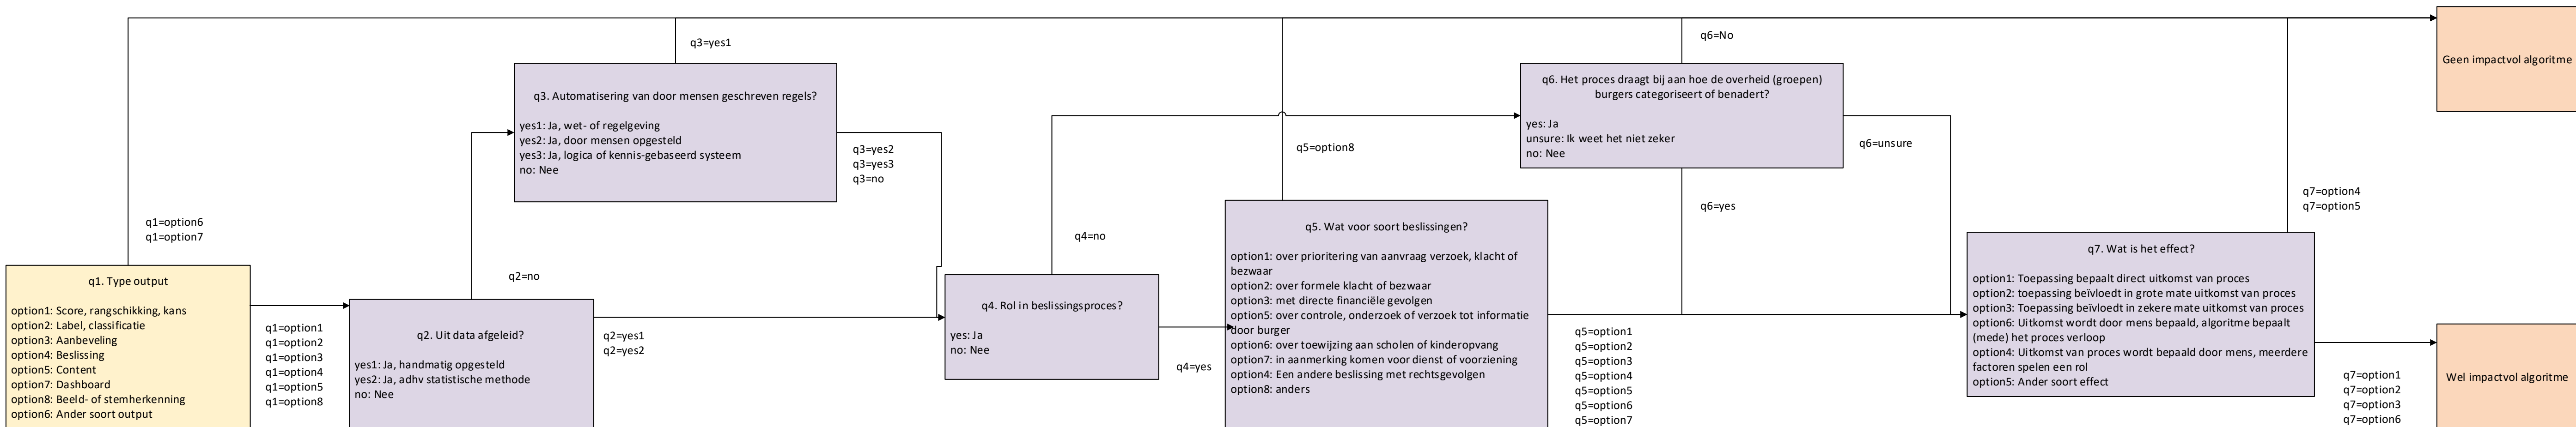 q1. Type output
option1: Score, rangschikking, kans
option2: Label, classificatie
option3: Aanbeveling
option4: Beslissing
option5: Content
option7: Dashboard
option8: Beeld- of stemherkenning
option6: Ander soort output
q1=option6
q1=option7
q1=option1
q1=option2
q1=option3
q1=option4
q1=option5
q1=option8
q2. Uit data afgeleid?
yes1: Ja, handmatig opgesteld
yes2: Ja, adhv statistische methode
no: Nee
q2=no
q2=yes1
q2=yes2
q3. Automatisering van door mensen geschreven regels?
yes1: Ja, wet- of regelgeving
yes2: Ja, door mensen opgesteld
yes3: Ja, logica of kennis-gebaseerd systeem
no: Nee
q3=yes1
q3=yes2
q3=yes3
q3=no
q4. Rol in beslissingsproces?
yes: Ja
no: Nee
q4=no
q4=yes
q5. Wat voor soort beslissingen?
option1: over prioritering van aanvraag verzoek, klacht of
bezwaar
option2: over formele klacht of bezwaar
option3: met directe financiële gevolgen
option5: over controle, onderzoek of verzoek tot informatie
door burger
option6: over toewijzing aan scholen of kinderopvang
option7: in aanmerking komen voor dienst of voorziening
option4: Een andere beslissing met rechtsgevolgen
option8: anders
q5=option8
q5=option1
q5=option2
q5=option3
q5=option4
q5=option5
q5=option6
q5=option7
q6. Het proces draagt bij aan hoe de overheid (groepen)
burgers categoriseert of benadert?
yes: Ja
unsure: Ik weet het niet zeker
no: Nee
q6=No
q6=unsure
q6=yes
q7. Wat is het effect?
option1: Toepassing bepaalt direct uitkomst van proces
option2: toepassing beïvloedt in grote mate uitkomst van proces
option3: Toepassing beïvloedt in zekere mate uitkomst van proces
option6: Uitkomst wordt door mens bepaald, algoritme bepaalt
(mede) het proces verloop
option4: Uitkomst van proces wordt bepaald door mens, meerdere
factoren spelen een rol
option5: Ander soort effect
q7=option4
q7=option5
q7=option1
q7=option2
q7=option3
q7=option6
Geen impactvol algoritme
Wel impactvol algoritme